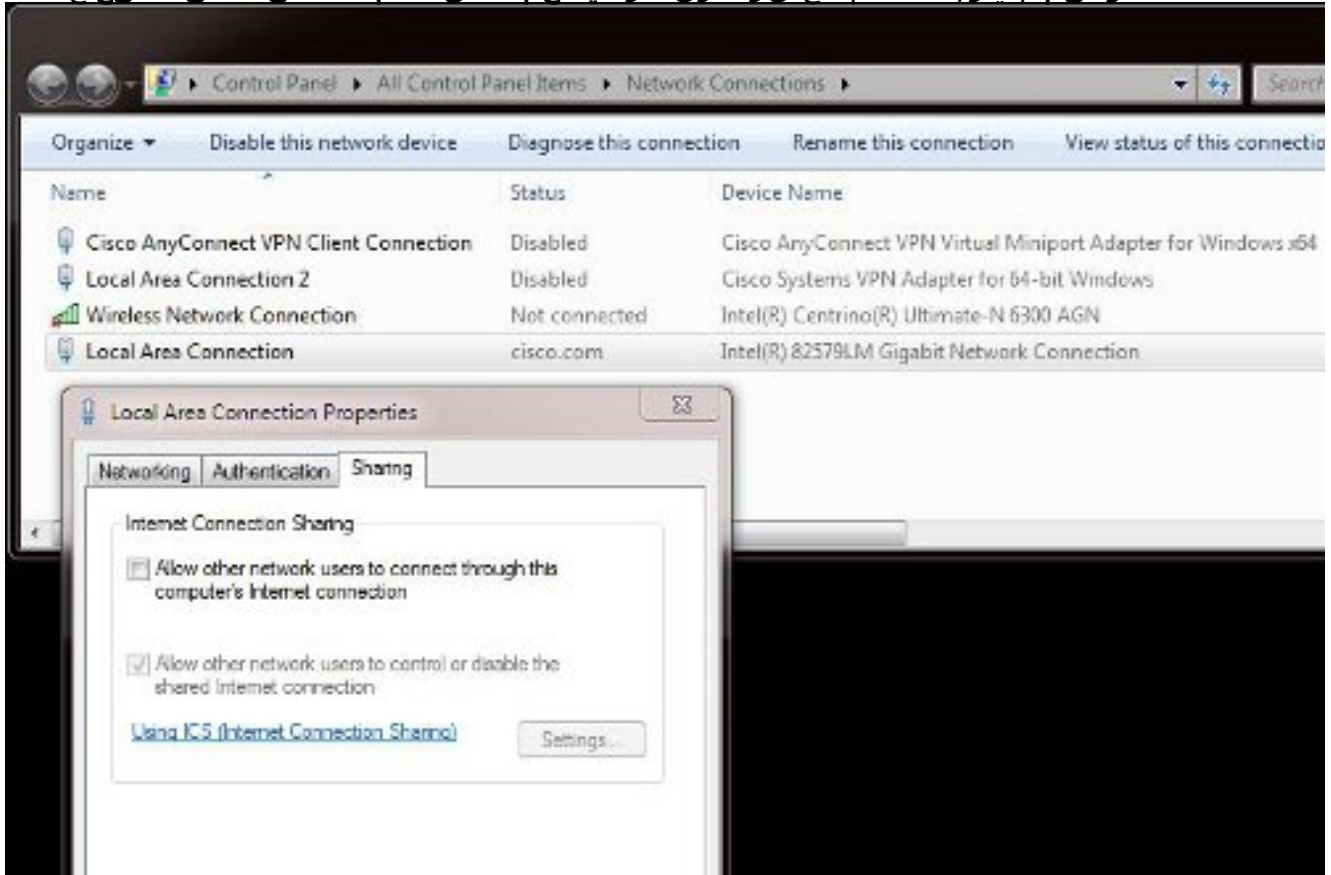 Control Panel ▸ All Control Panel Items ▸ Network Connections ▸
Search
Organize ▾ Disable this network device Diagnose this connection Rename this connection View status of this connectio
Name Status Device Name
Cisco AnyConnect VPN Client Connection Disabled Cisco AnyConnect VPN Virtual Miniport Adapter for Windows x64
Local Area Connection 2 Disabled Cisco Systems VPN Adapter for 64-bit Windows
Wireless Network Connection Not connected Intel(R) Centrino(R) Ultimate-N 6300 AGN
Local Area Connection cisco.com Intel(R) 82579LM Gigabit Network Connection
Local Area Connection Properties
Networking Authentication Sharing
Internet Connection Sharing
Allow other network users to connect through this
computer's Internet connection
Allow other network users to control or disable the
shared Internet connection
Using ICS (Internet Connection Sharing)
Settings...